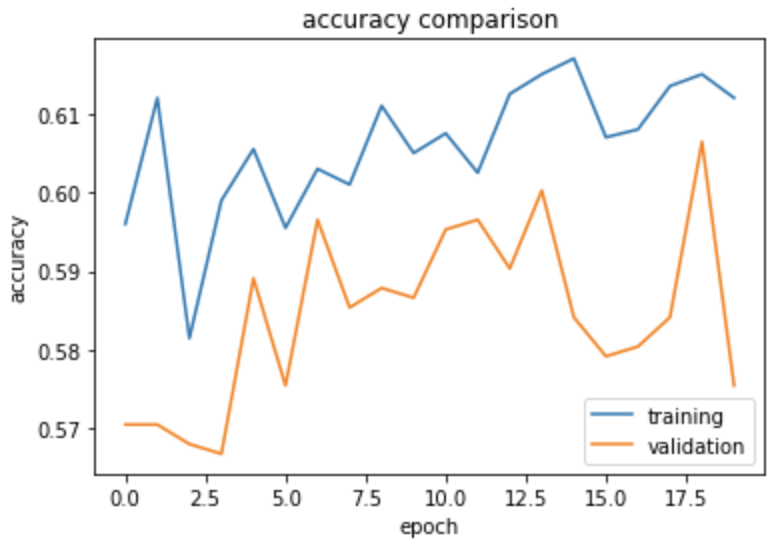 accuracy comparison
accuracy
0.61
0.60
0.59
0.58
0.57
training
validation
0.0 2.5 5.0 7.5 10.0 12.5 15.0 17.5
epoch